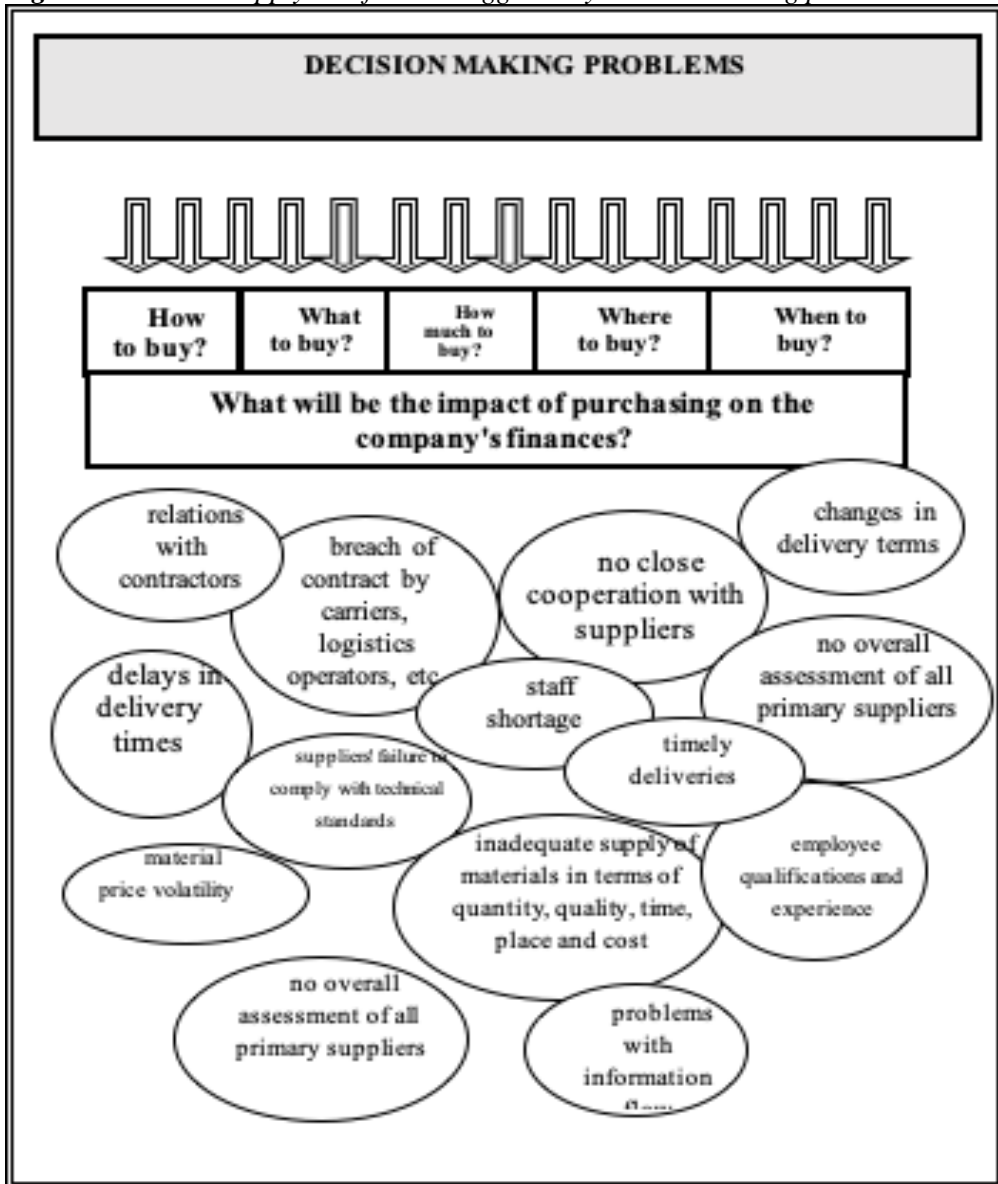 DECISION MAKING PROBLEMS
How
to buy?
What
to buy?
How
much to
buy?
Where
to buy?
When to
buy?
What will be the impact of purchasing on the
company's finances?
relations
with
contractors
breach of
contract by
carriers,
logistics
operators, etc
no close
cooperation with
suppliers
changes in
delivery terms
delays in
delivery
times
staff
shortage
no overall
assessment of all
primary suppliers
suppliers' failure
comply with technical
standards
timely
deliveries
material
price volatility
inadequate supply of
materials in terms of
quantity, quality, time,
place and cost
employee
qualifications and
experience
no overall
assessment of all
primary suppliers
problems
with
information